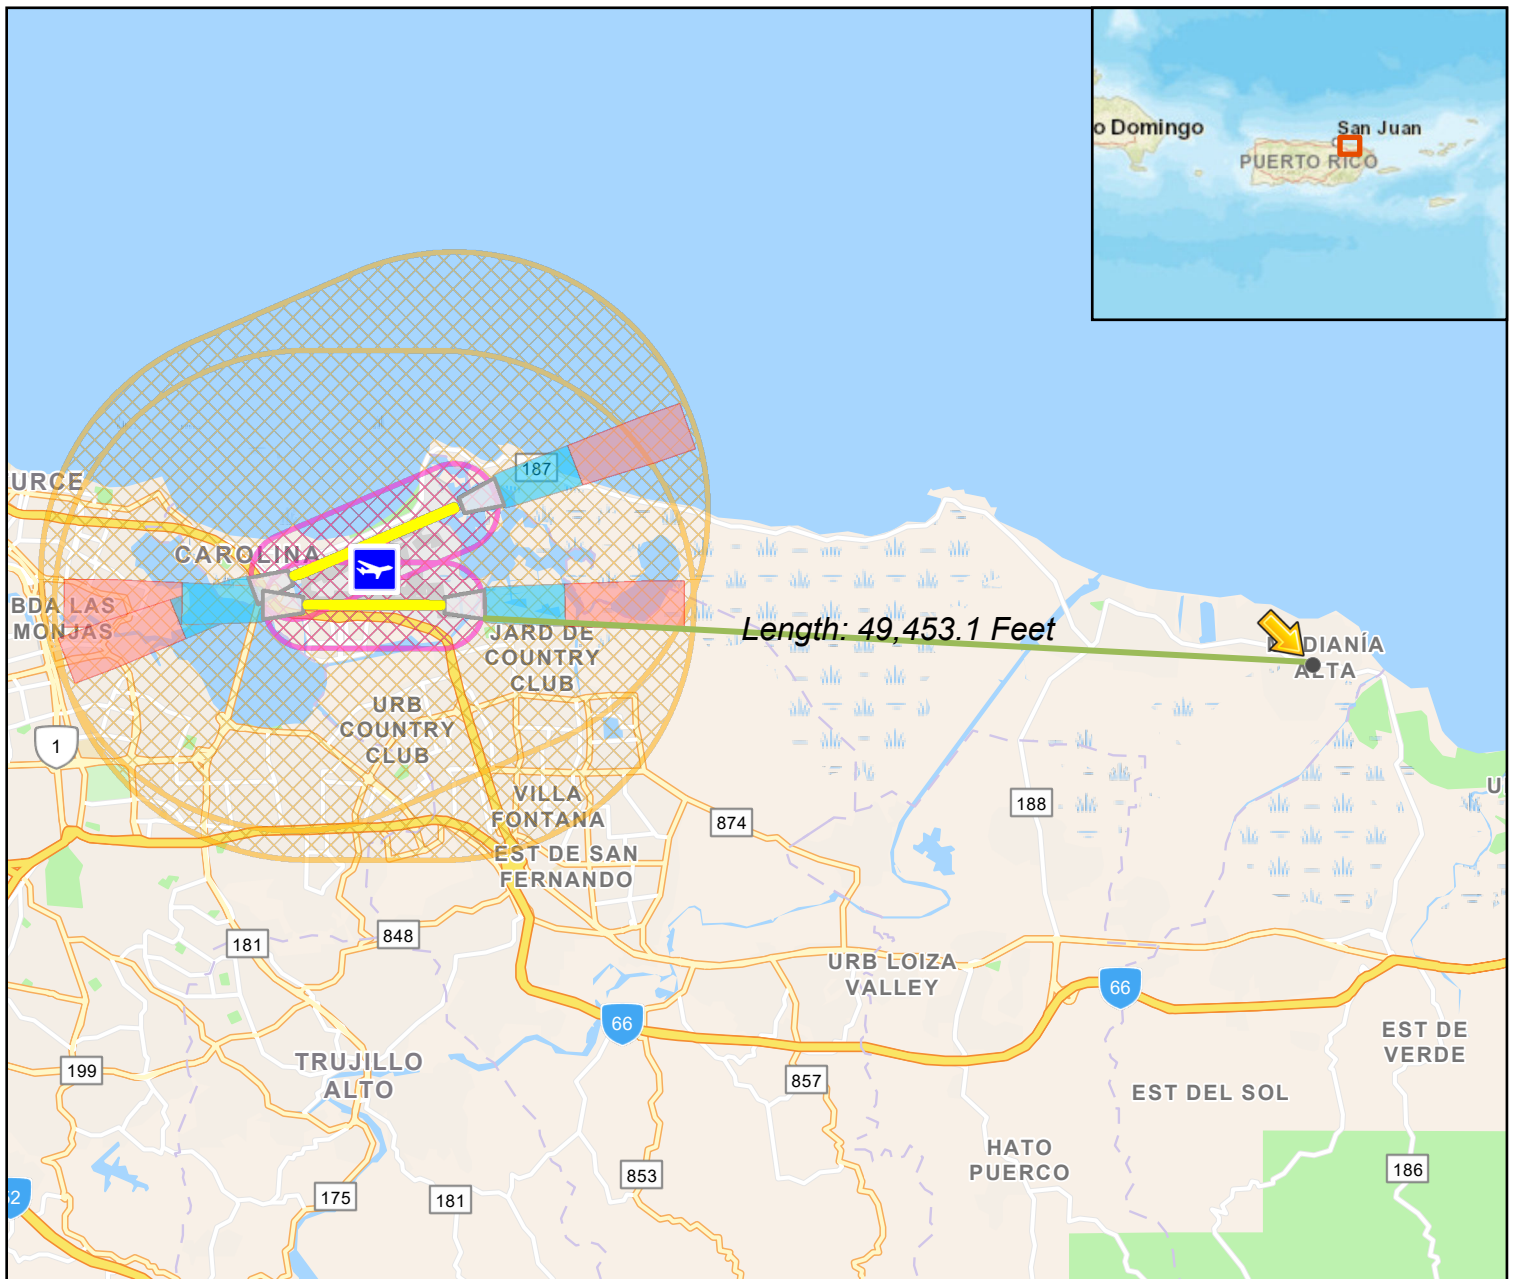 o Domingo
San Juan
PUERTO RICO
187
URCE
CAROLINA
BDA LAS
MONJAS
Length: 49,453.1 Feet
JARD DE
COUNTRY
CLUB
DIANÍA
ALTA
URB
COUNTRY
CLUB
1
U
VILLA
FONTANA
188
874
EST DE SAN
FERNANDO
848
181
URB LOIZA
VALLEY
66
66
EST DE
VERDE
TRUJILLO
ALTO
199
857
EST DEL SOL
HATO
PUERCO
853
186
175
181
2